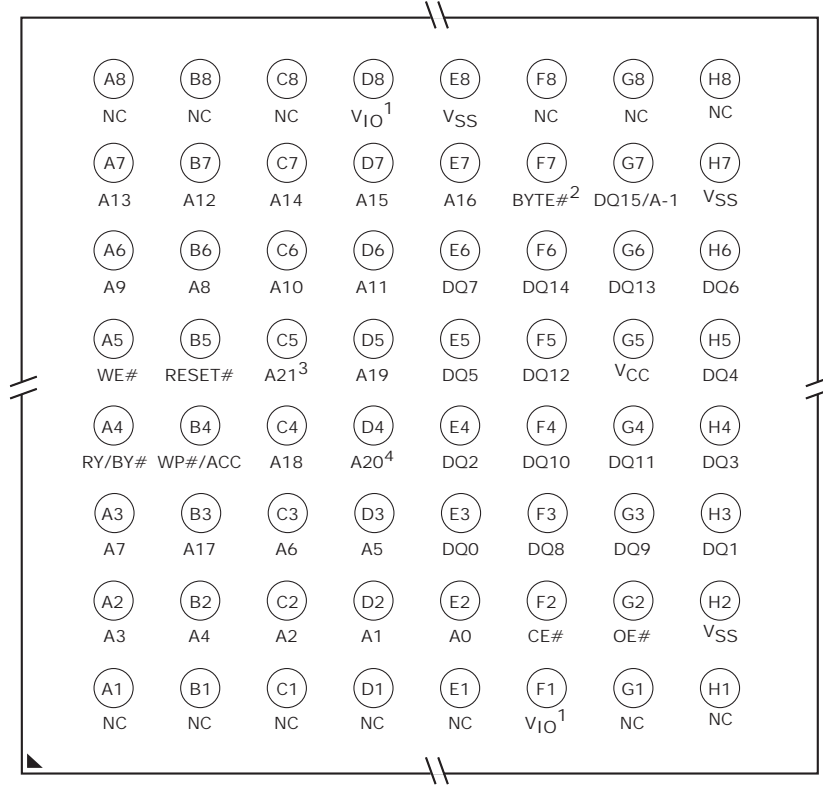 A8 B8 C8 D8 E8 F8 G8 H8
NC NC NC VIO1 VSS NC NC NC
A7 B7 C7 D7 E7 F7 G7 H7
A13 A12 A14 A15 A16 BYTE#2 DQ15/A-1 VSS
A6 B6 C6 D6 E6 F6 G6 H6
A9 A8 A10 A11 DQ7 DQ14 DQ13 DQ6
A5 B5 C5 D5 E5 F5 G5 H5
WE# RESET# A213 A19 DQ5 DQ12 VCC DQ4
A4 B4 C4 D4 E4 F4 G4 H4
RY/BY# WP#/ACC A18 A204 DQ2 DQ10 DQ11 DQ3
A3 B3 C3 D3 E3 F3 G3 H3
A7 A17 A6 A5 DQ0 DQ8 DQ9 DQ1
A2 B2 C2 D2 E2 F2 G2 H2
A3 A4 A2 A1 A0 CE# OE# VSS
A1 B1 C1 D1 E1 F1 G1 H1
NC NC NC NC NC VIO1 NC NC